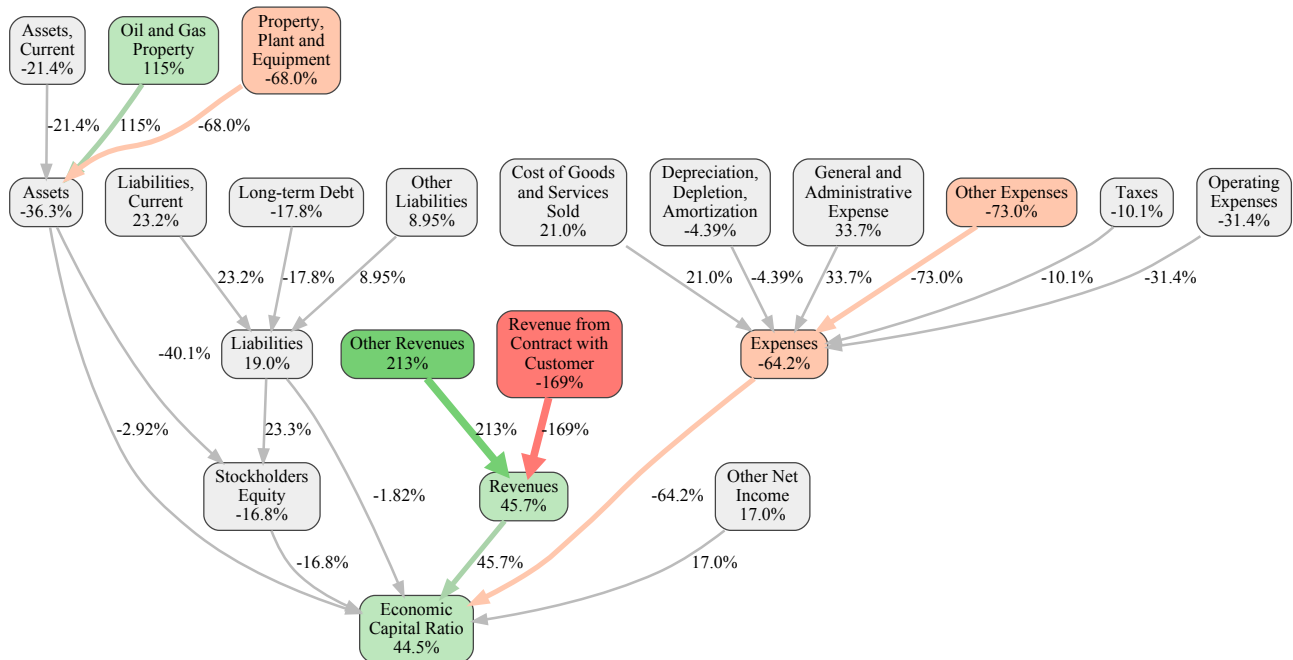 Assets,
Current
-21.4%
Oil and Gas
Property
115%
Property,
Plant and
Equipment
-68.0%
-21.4%
115%
-68.0%
Assets
-36.3%
Liabilities,
Current
23.2%
Long-term Debt
-17.8%
Other
Liabilities
8.95%
Cost of Goods
and Services
Sold
21.0%
Depreciation,
Depletion,
Amortization
-4.39%
General and
Administrative
Expense
33.7%
Other Expenses
-73.0%
Taxes
-10.1%
Operating
Expenses
-31.4%
23.2%
-17.8%
8.95%
21.0%
-4.39%
33.7%
-73.0%
-10.1%
-31.4%
-40.1%
Liabilities
19.0%
Other Revenues
213%
Revenue from
Contract with
Customer
-169%
Expenses
-64.2%
-2.92%
23.3%
213%
-169%
Stockholders
Equity
-16.8%
-1.82%
Revenues
45.7%
-64.2%
Other Net
Income
17.0%
-16.8%
45.7%
17.0%
Economic
Capital Ratio
44.5%